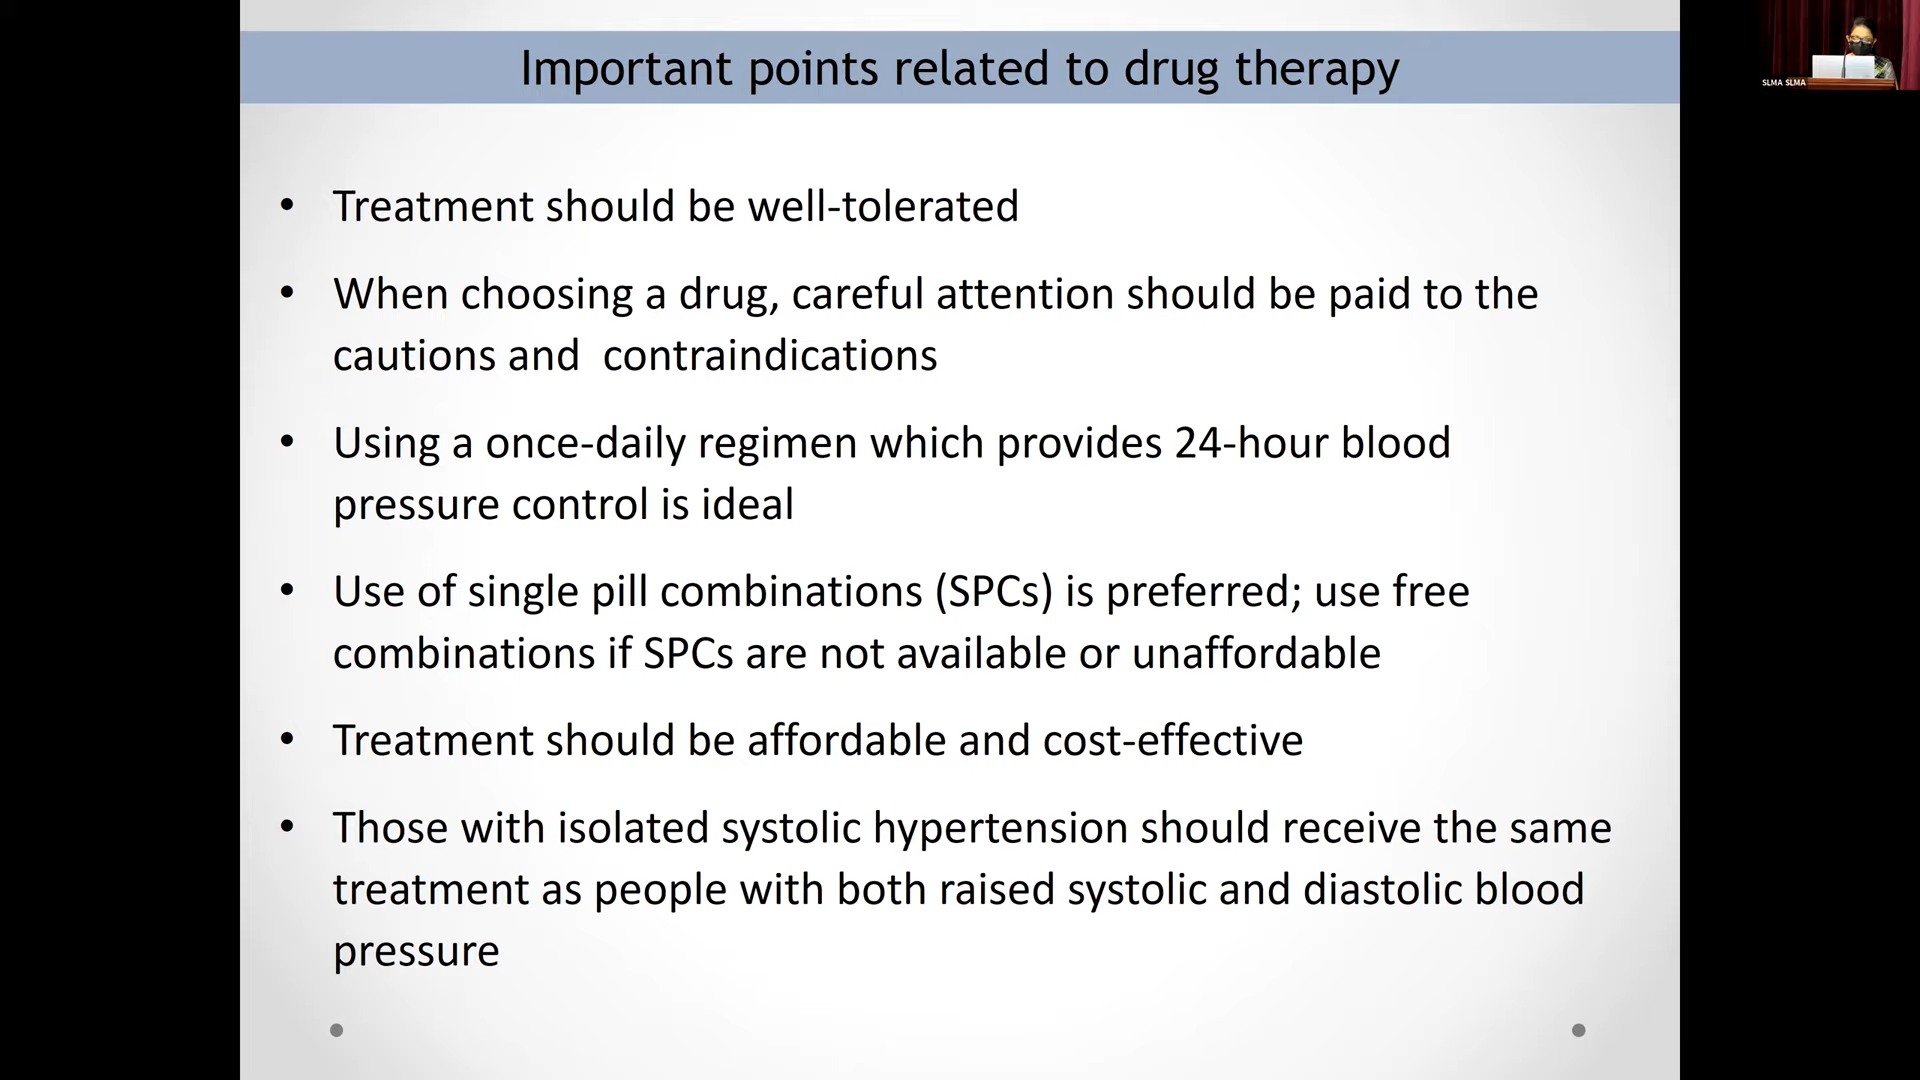 Important points related to drug therapy
SLMA SLMA
• Treatment should be well-tolerated
• When choosing a drug, careful attention should be paid to the
cautions and  contraindications
• Using a once-daily regimen which provides 24-hour blood
pressure control is ideal
• Use of single pill combinations (SPCs) is preferred; use free
combinations if SPCs are not available or unaffordable
• Treatment should be affordable and cost-effective
• Those with isolated systolic hypertension should receive the same
treatment as people with both raised systolic and diastolic blood
pressure